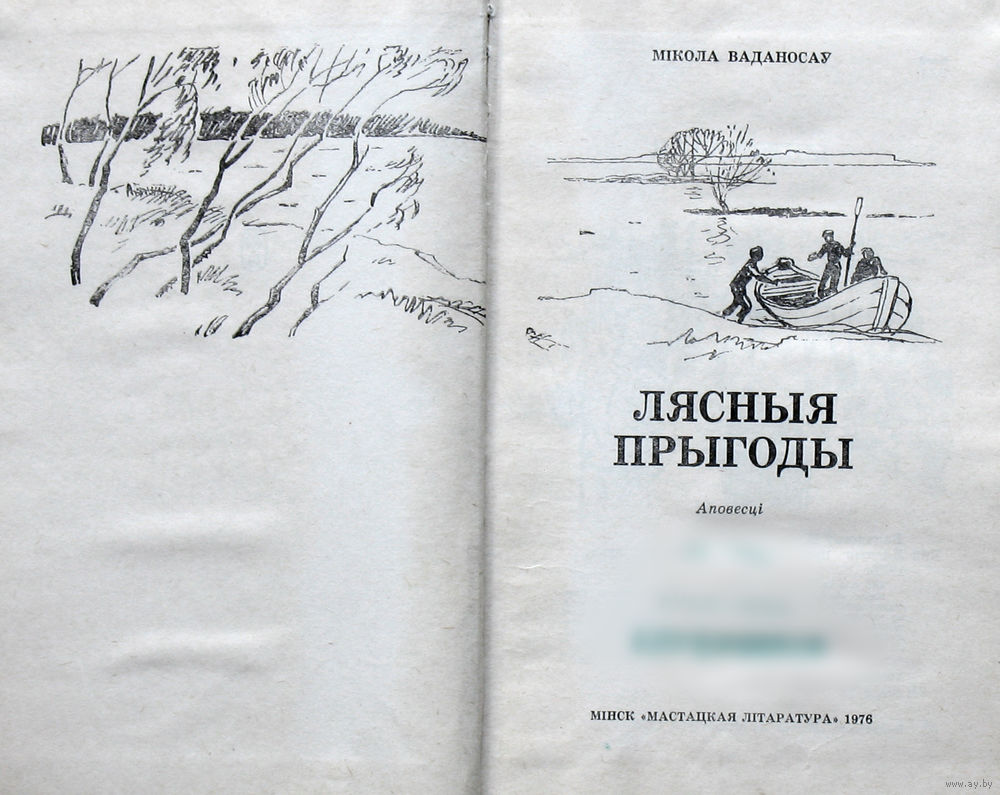 МІКОЛА ВАДАНОСАЎ
ЛЯСНЫЯ
ПРЫГОДЫ
Аповесці
МІНСК «МАСТАЦКАЯ ЛІТАРАТУРА» 1976
www.ay.by